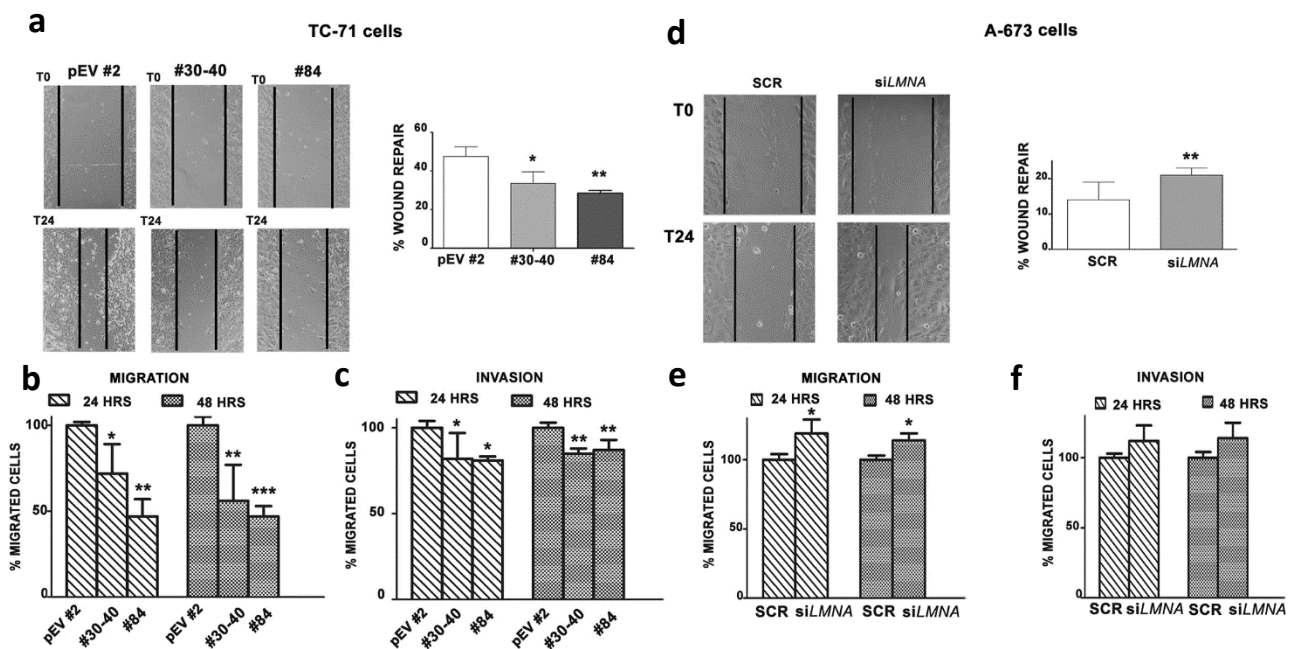 a
TC-71 cells
pEV #2
#30-40
#84
T0
T0
T0
T24
T24
T24
% WOUND REPAIR
60
40
20
0
*
**
pEV #2
#30-40
#84
d
A-673 cells
SCR
siLMNA
T0
T24
% WOUND REPAIR
20
10
0
**
SCR
siLMNA
b
MIGRATION
24 HRS
48 HRS
% MIGRATED CELLS
100
50
0
*
**
**
***
pEV #2
#30-40
#84
pEV #2
#30-40
#84
c
INVASION
24 HRS
48 HRS
% MIGRATED CELLS
100
50
0
*
*
**
**
pEV #2
#30-40
#84
pEV #2
#30-40
#84
e
MIGRATION
24 HRS
48 HRS
% MIGRATED CELLS
100
50
0
*
*
SCR siLMNA
SCR siLMNA
f
INVASION
24 HRS
48 HRS
% MIGRATED CELLS
100
50
0
SCR siLMNA
SCR siLMNA